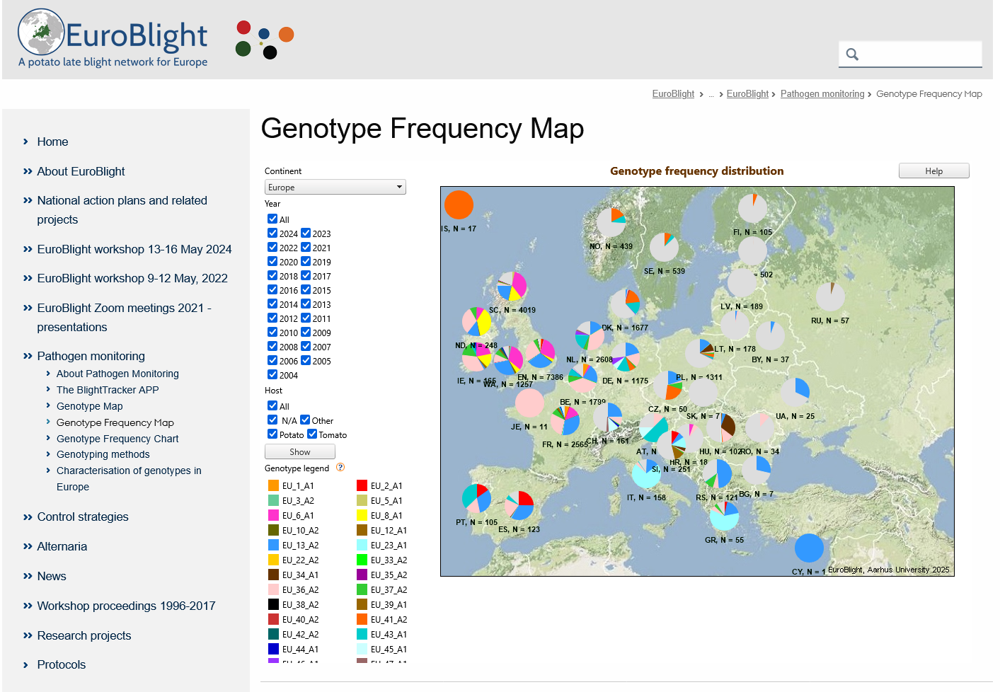 EuroBlight
A potato late blight network for Europe
EuroBlight › ... › EuroBlight › Pathogen monitoring › Genotype Frequency Map
Home
About EuroBlight
National action plans and related
projects
EuroBlight workshop 13-16 May 2024
EuroBlight workshop 9-12 May, 2022
EuroBlight Zoom meetings 2021 -
presentations
Pathogen monitoring
About Pathogen Monitoring
The BlightTracker APP
Genotype Map
Genotype Frequency Map
Genotype Frequency Chart
Genotyping methods
Characterisation of genotypes in
Europe
Control strategies
Alternaria
News
Workshop proceedings 1996-2017
Research projects
Protocols
Genotype Frequency Map
Continent
Europe
Year
All
2024 2023
2022 2021
2020 2019
2018 2017
2016 2015
2014 2013
2012 2011
2010 2009
2008 2007
2006 2005
2004
Host
All
N/A Other
Potato Tomato
Show
Genotype legend ?
EU_1_A1 EU_2_A1
EU_3_A2 EU_5_A1
EU_6_A1 EU_8_A1
EU_10_A2 EU_12_A1
EU_13_A2 EU_23_A1
EU_22_A2 EU_33_A2
EU_34_A1 EU_35_A2
EU_36_A2 EU_37_A2
EU_38_A2 EU_39_A1
EU_40_A2 EU_41_A2
EU_42_A2 EU_43_A1
EU_44_A1 EU_45_A1
EU_46_A1 EU_47_A1
Genotype frequency distribution
Help
IS, N = 17
NO, N = 439
FI, N = 105
SE, N = 539
= 502
SC, N = 4019
LV, N = 189
RU, N = 57
DK, N = 1677
ND, N = 248
LT, N = 178
BY, N = 37
NL, N = 2608
IE, N = 165
WA, N = 1257
EN, N = 7386
DE, N = 1175
PL, N = 1311
BE, N = 1799
CZ, N = 50
SK, N = 7
UA, N = 25
JE, N = 11
FR, N = 2565
CH, N = 161
AT, N
HU, N = 102
RO, N = 34
HR, N = 18
SI, N = 251
IT, N = 158
RS, N = 121
BG, N = 7
PT, N = 105
ES, N = 123
GR, N = 55
CY, N = 1
EuroBlight, Aarhus University 2025